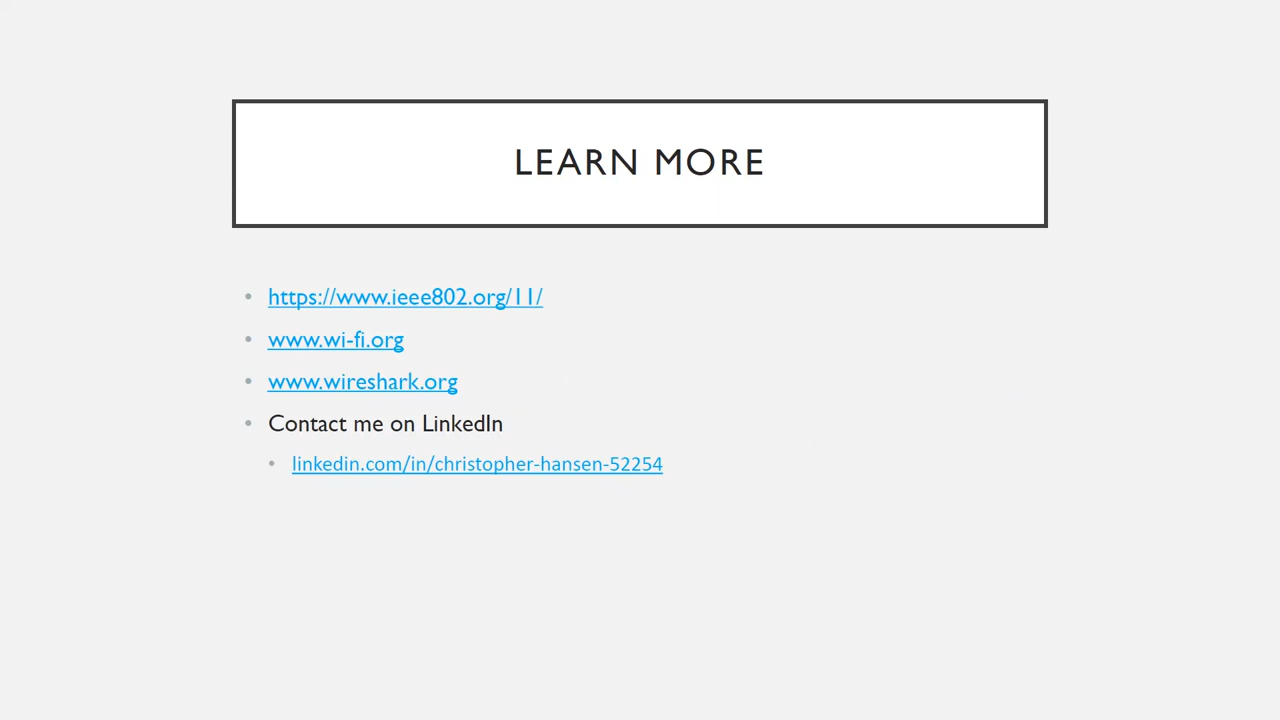 LEARN MORE
https://www.ieee802.org/11/
www.wi-fi.org
www.wireshark.org
Contact me on LinkedIn
linkedin.com/in/christopher-hansen-52254